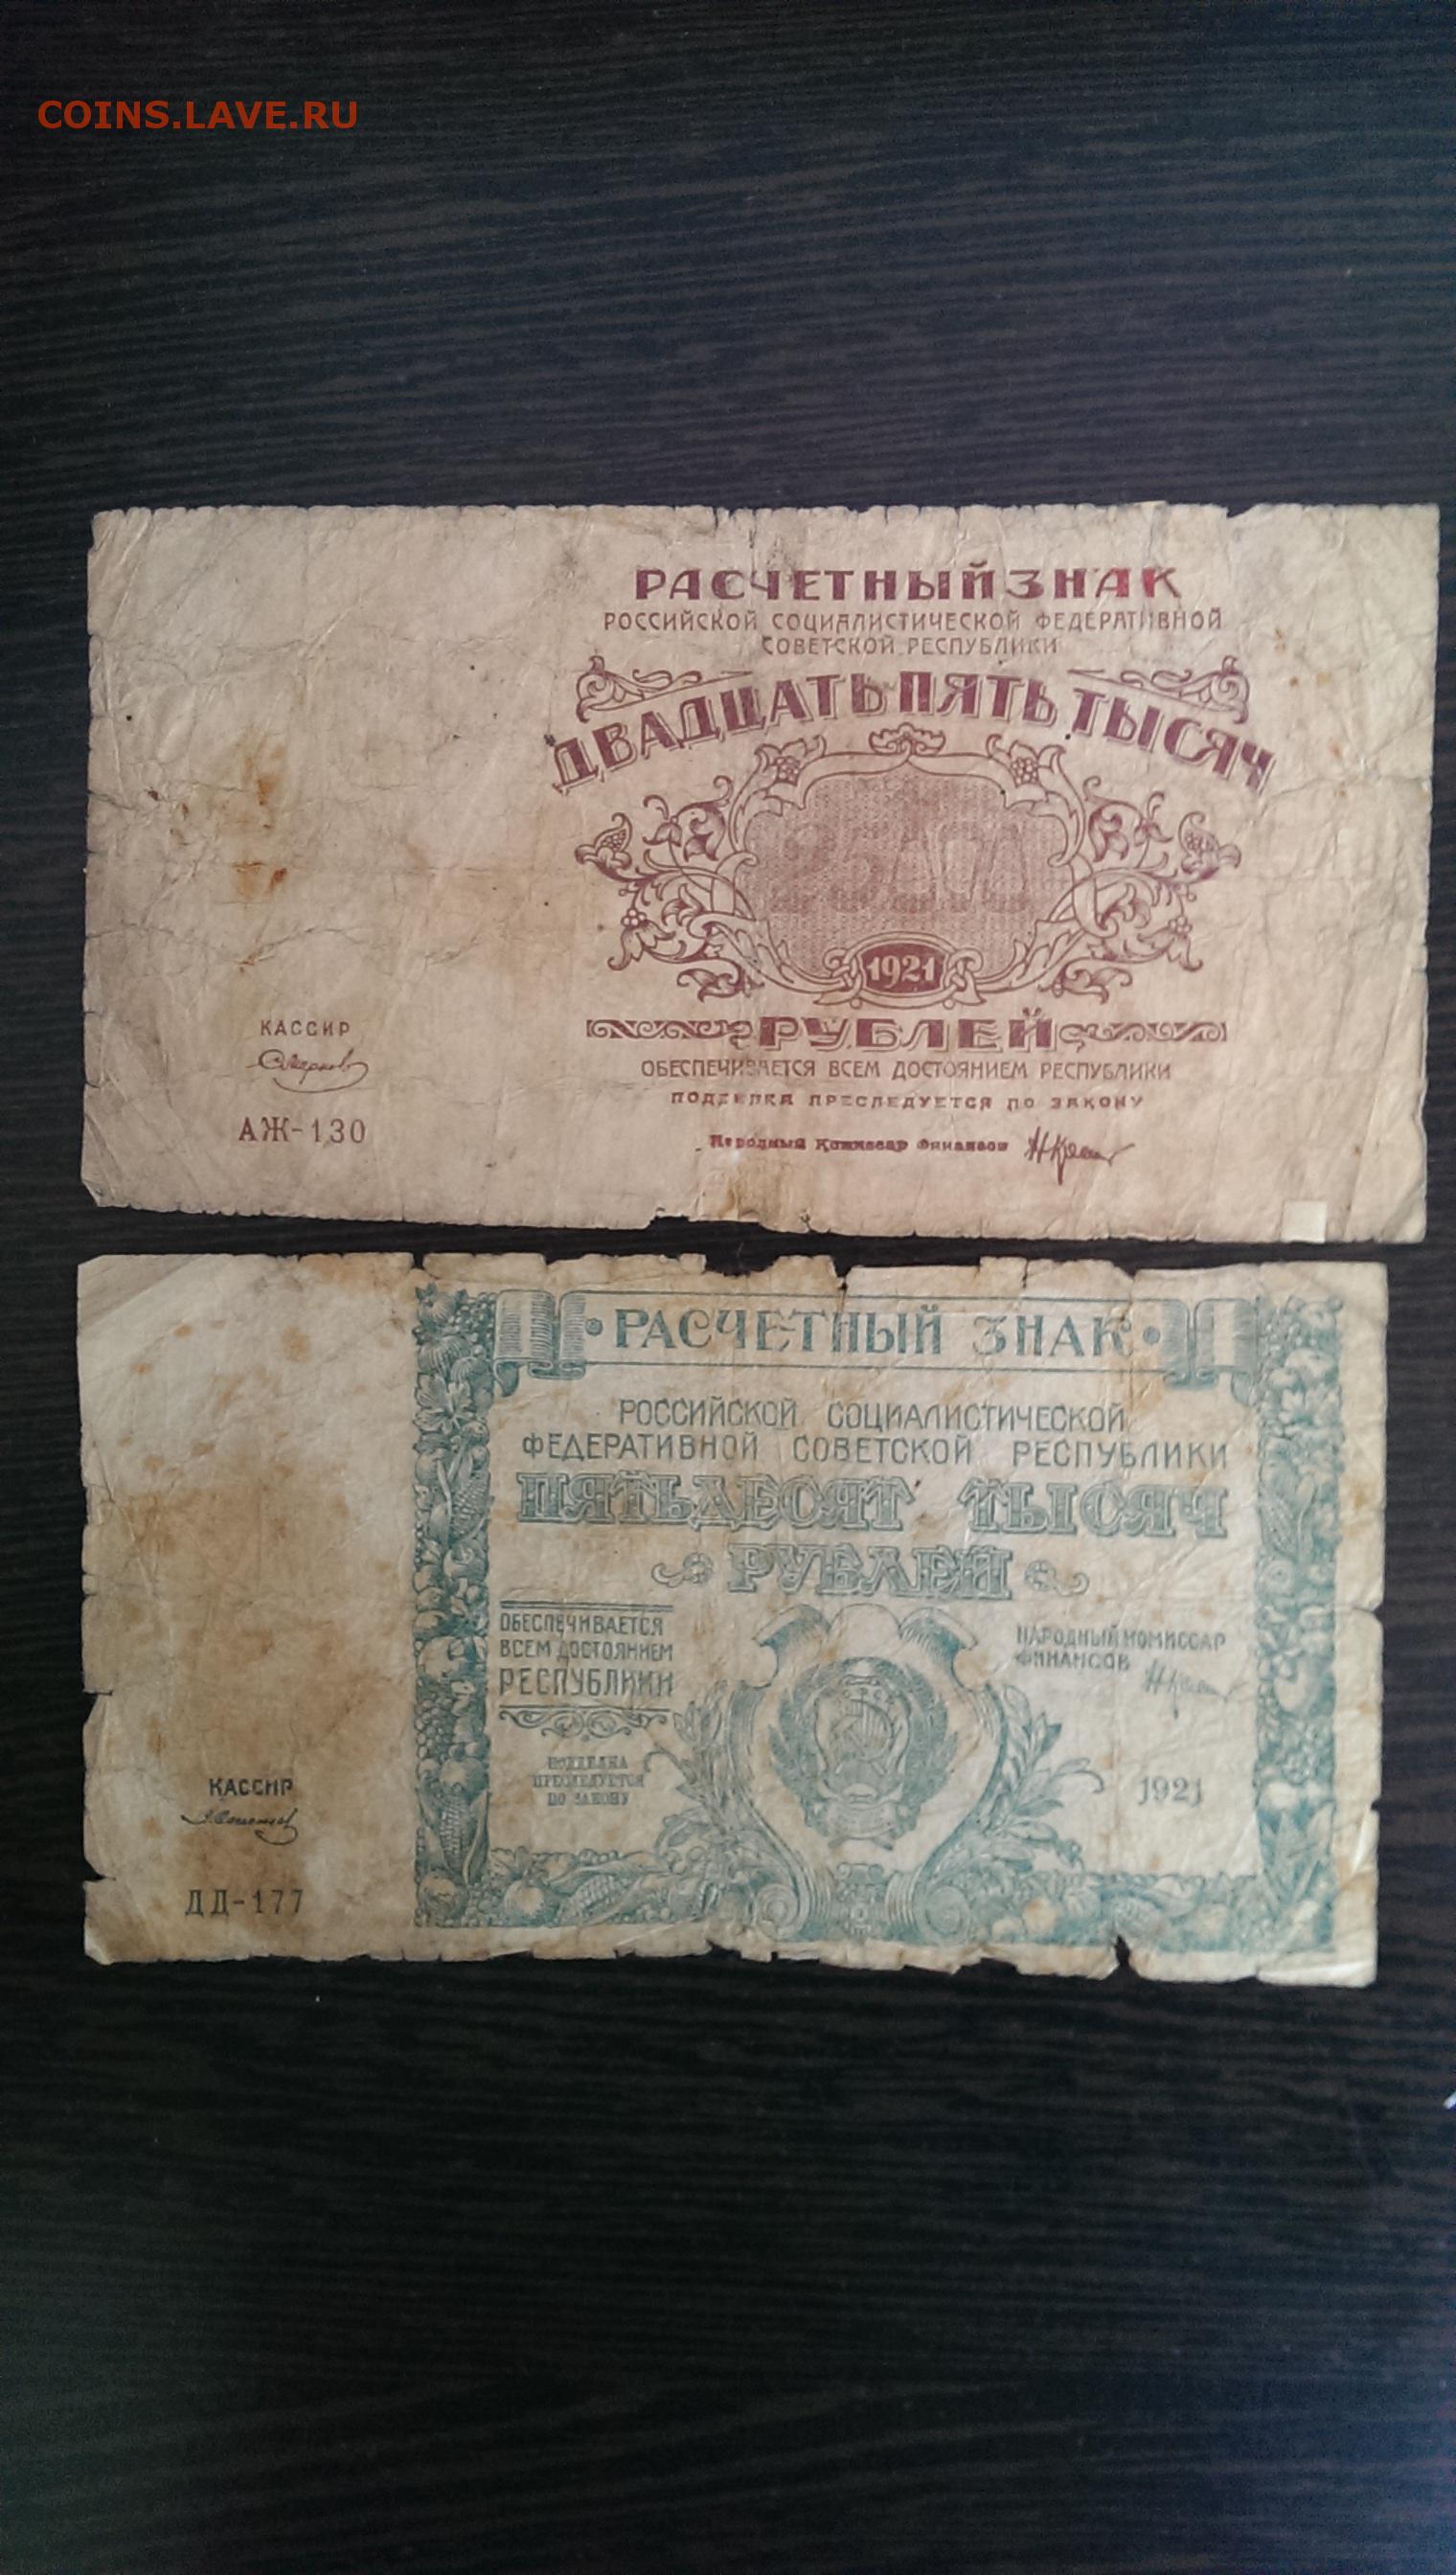 COINS.LAVE.RU
РАСЧЕТНЫЙ ЗНАК
РОССИЙСКОЙ СОЦИАЛИСТИЧЕСКОЙ ФЕДЕРАТИВНОЙ
СОВЕТСКОЙ РЕСПУБЛИКИ
ДВАДЦАТЬ ПЯТЬ ТЫСЯЧ
25000
1921
РУБЛЕЙ
ОБЕСПЕЧИВАЕТСЯ ВСЕМ ДОСТОЯНИЕМ РЕСПУБЛИКИ
ПОДДЕЛКА ПРЕСЛЕДУЕТСЯ ПО ЗАКОНУ
Народный Комиссар Финансов
КАССИР
АЖ-130
• РАСЧЕТНЫЙ ЗНАК •
РОССИЙСКОЙ СОЦИАЛИСТИЧЕСКОЙ
ФЕДЕРАТИВНОЙ СОВЕТСКОЙ РЕСПУБЛИКИ
ПЯТЬДЕСЯТ ТЫСЯЧ
РУБЛЕЙ
ОБЕСПЕЧИВАЕТСЯ
ВСЕМ ДОСТОЯНИЕМ
РЕСПУБЛИКИ
ПОДДЕЛКА
ПРЕСЛЕДУЕТСЯ
ПО ЗАКОНУ
НАРОДНЫЙ КОМИССАР
ФИНАНСОВ
1921
КАССИР
ДД-177